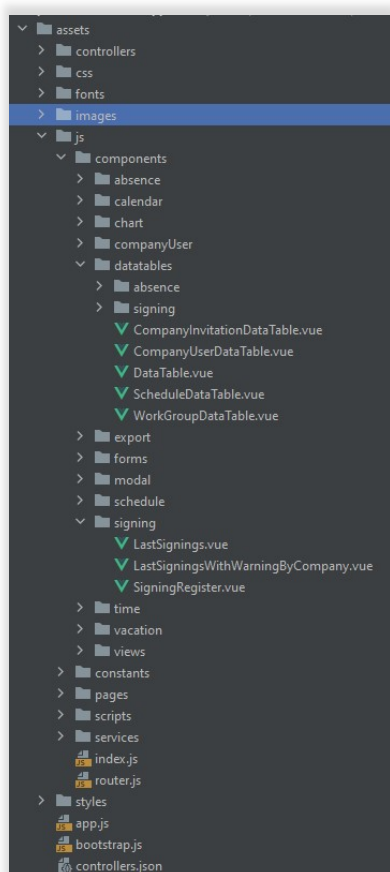 assets
controllers
css
fonts
images
js
components
absence
calendar
chart
companyUser
datatables
absence
signing
CompanyInvitationDataTable.vue
CompanyUserDataTable.vue
DataTable.vue
ScheduleDataTable.vue
WorkGroupDataTable.vue
export
forms
modal
schedule
signing
LastSignings.vue
LastSigningsWithWarningByCompany.vue
SigningRegister.vue
time
vacation
views
constants
pages
scripts
services
index.js
router.js
styles
app.js
bootstrap.js
controllers.json